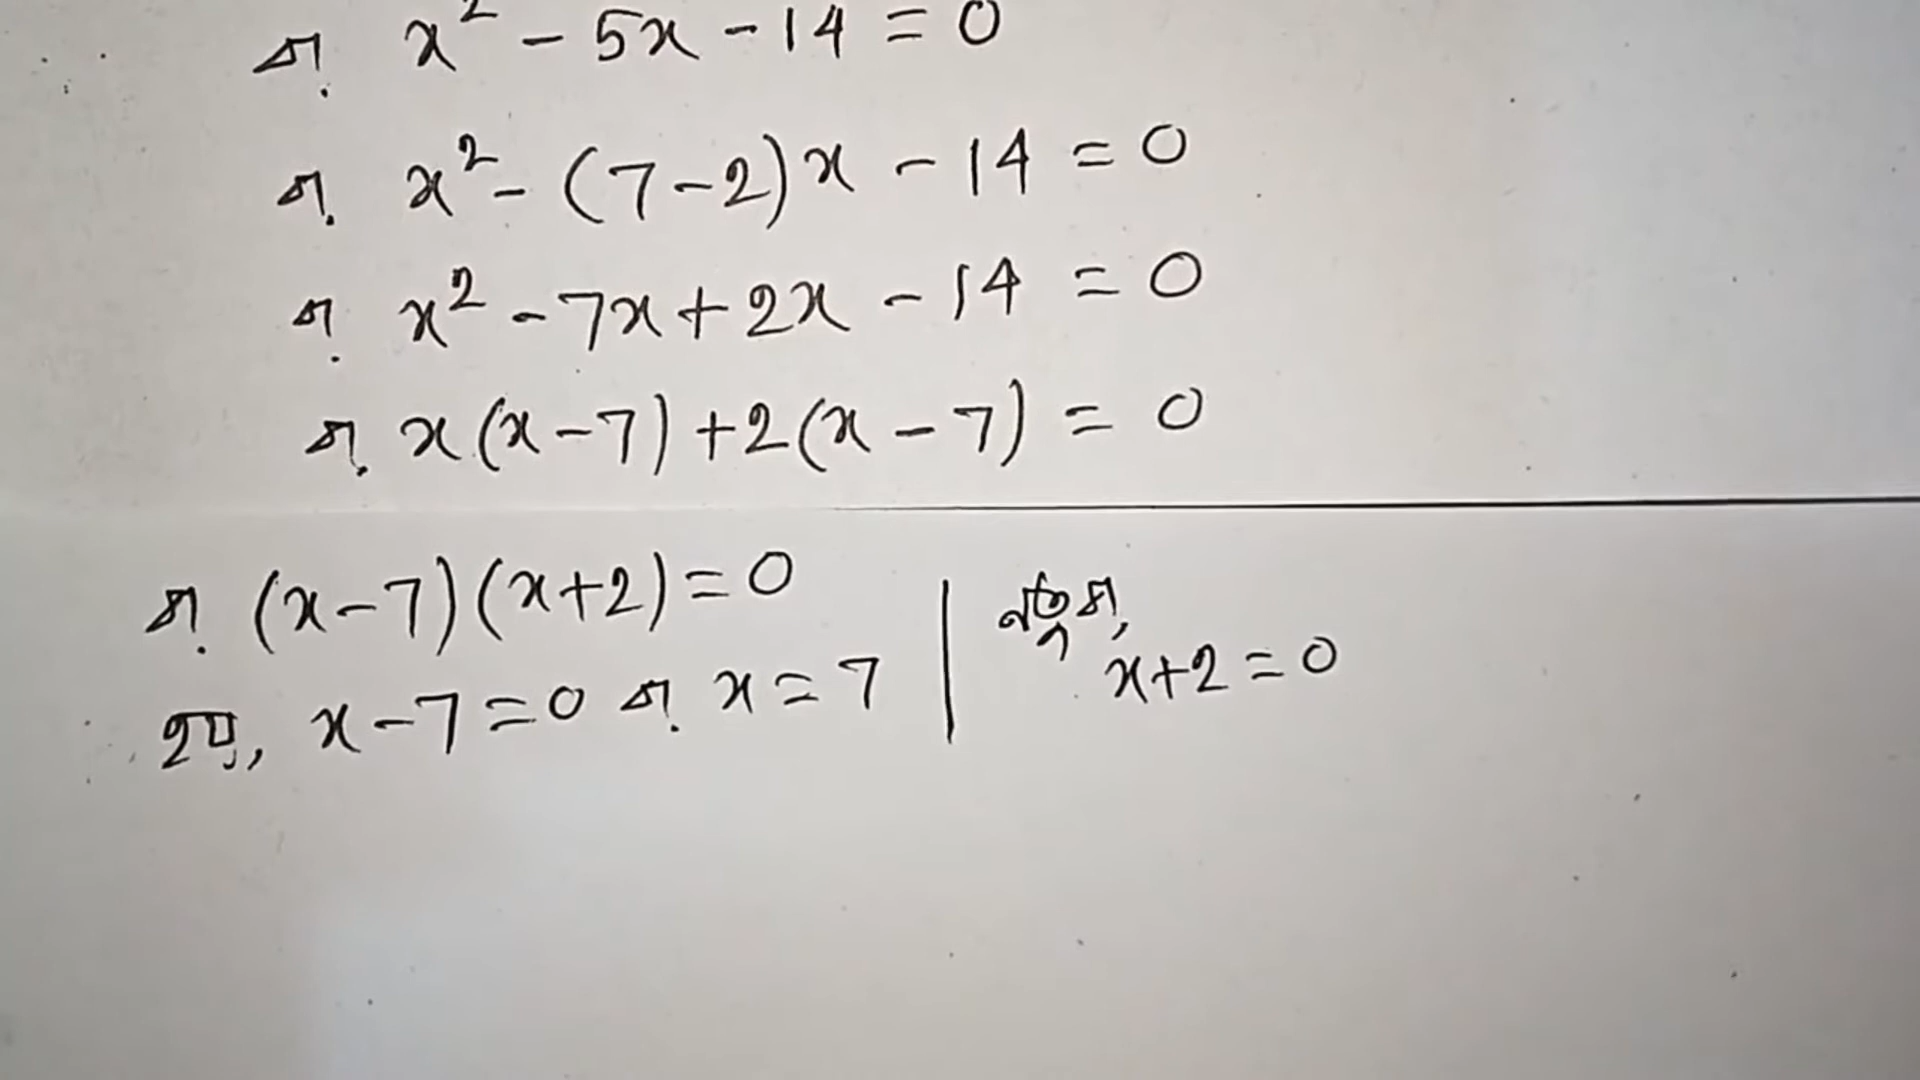 বা, x² - 5x - 14 = 0
বা, x² - (7-2)x - 14 = 0
বা, x² - 7x + 2x - 14 = 0
বা, x(x-7) + 2(x-7) = 0
বা, (x-7)(x+2) = 0
হয়, x-7=0 বা, x=7
নতুবা,
x+2=0